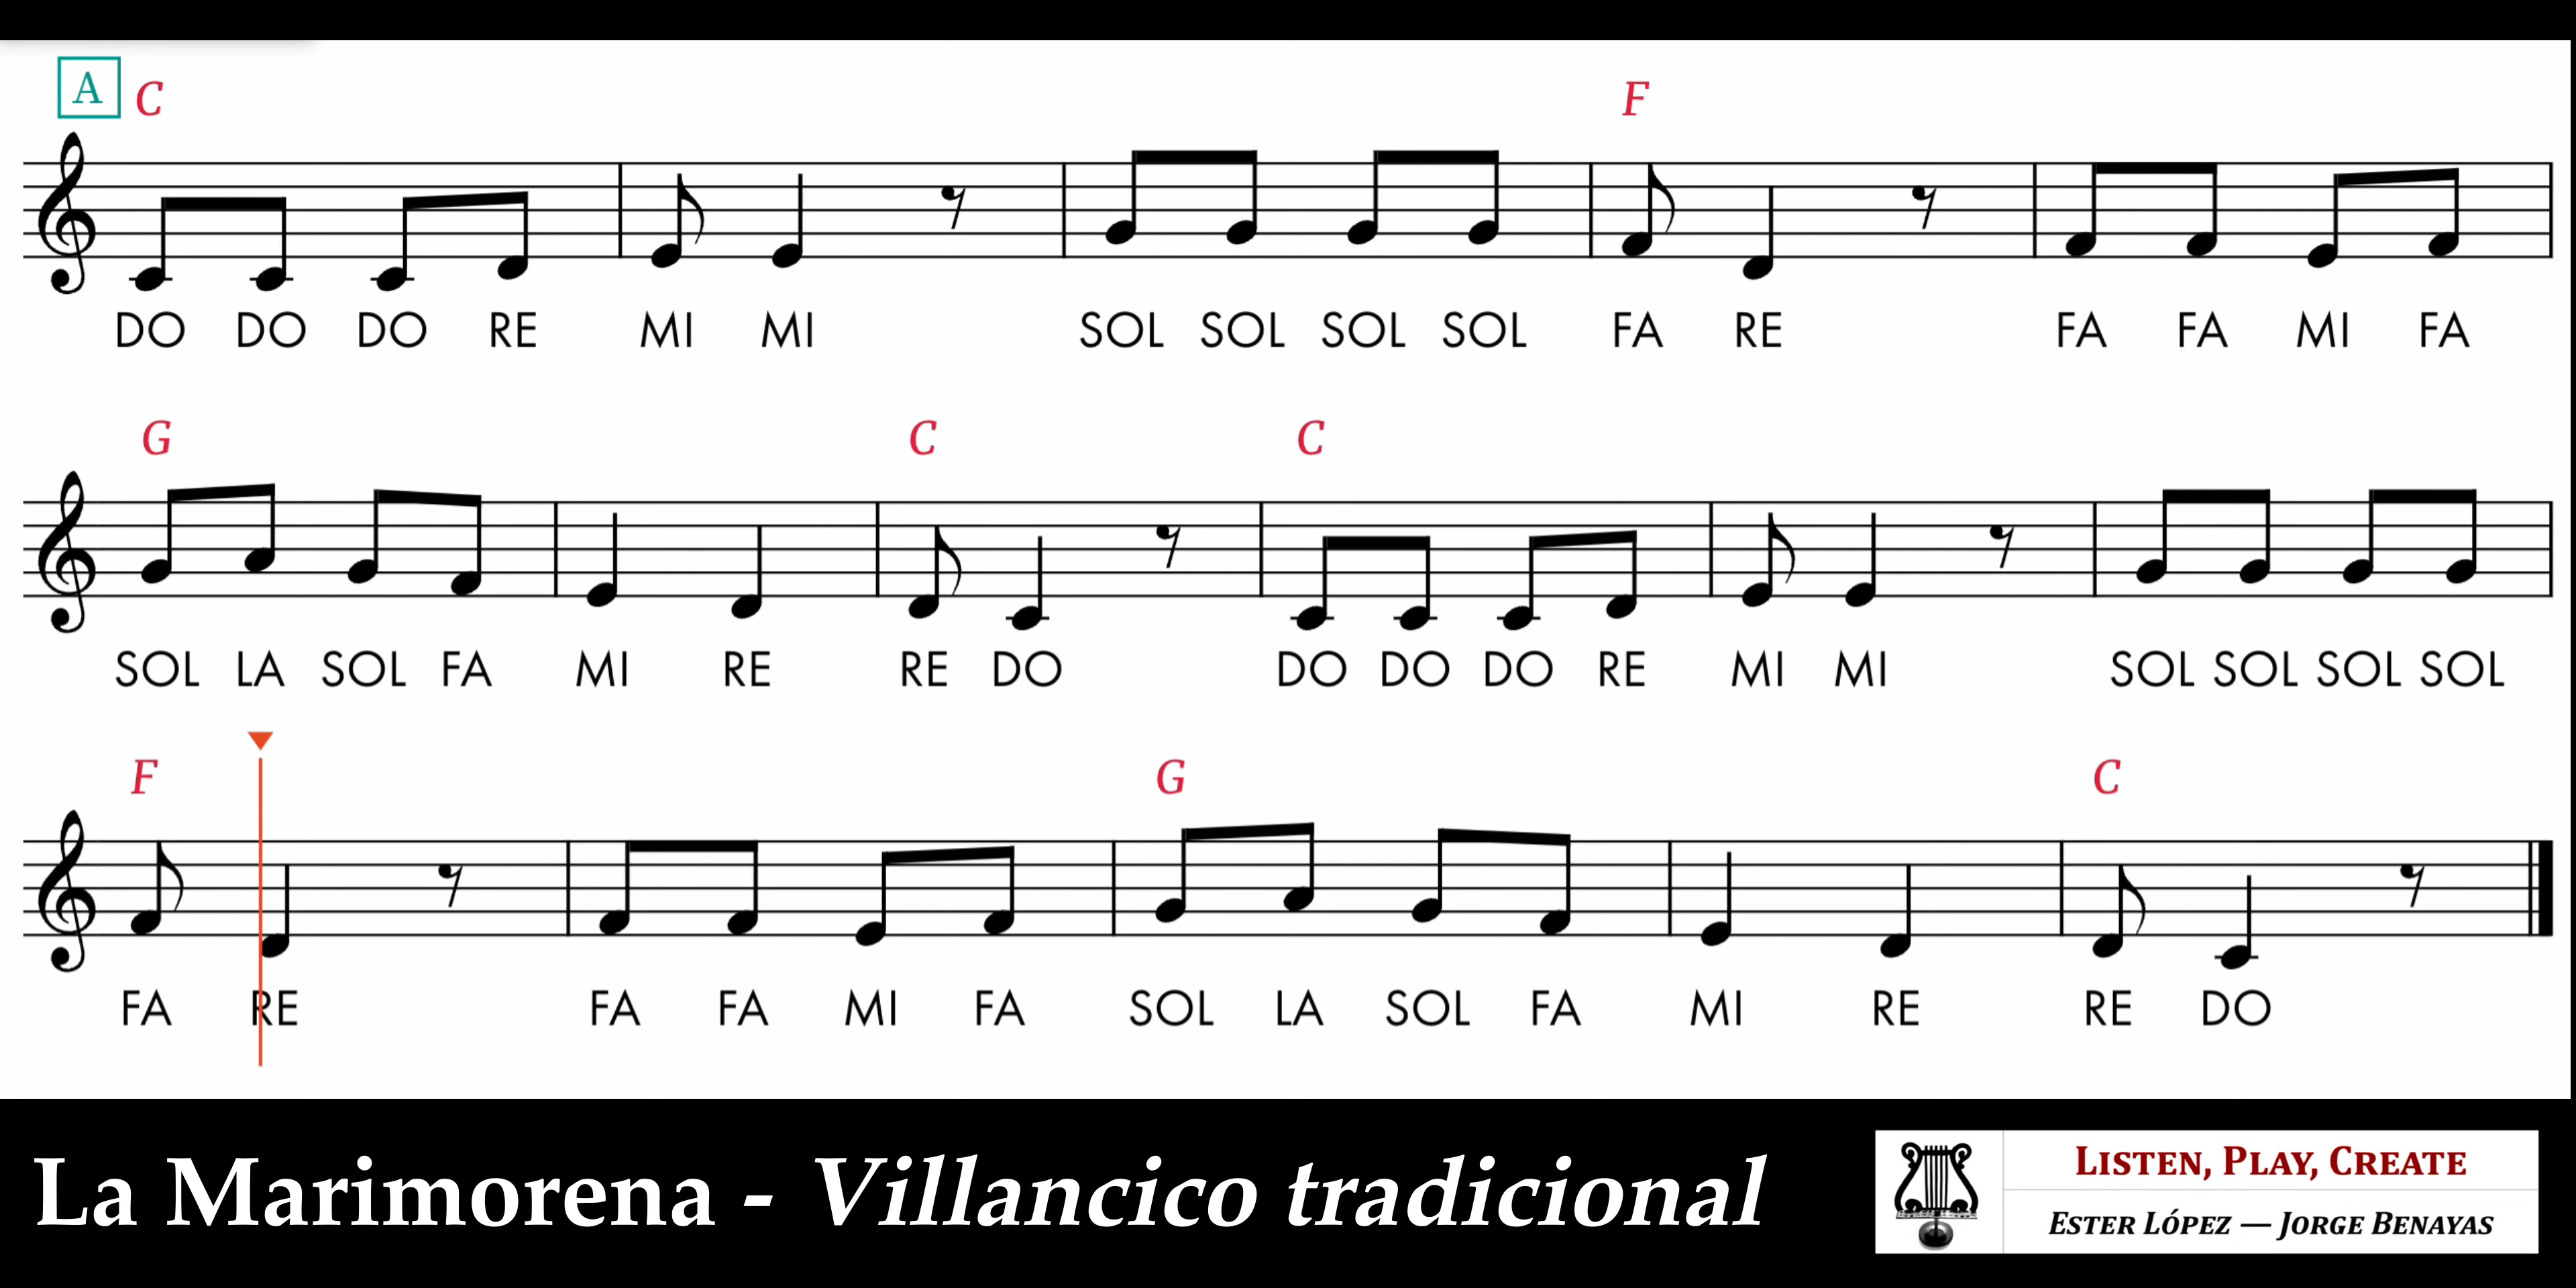 A C F
DO DO DO RE MI MI SOL SOL SOL SOL FA RE FA FA MI FA
G C C
SOL LA SOL FA MI RE RE DO DO DO DO RE MI MI SOL SOL SOL SOL
F G C
FA RE FA FA MI FA SOL LA SOL FA MI RE RE DO
La Marimorena - Villancico tradicional
LISTEN, PLAY, CREATE
ESTER LÓPEZ — JORGE BENAYAS